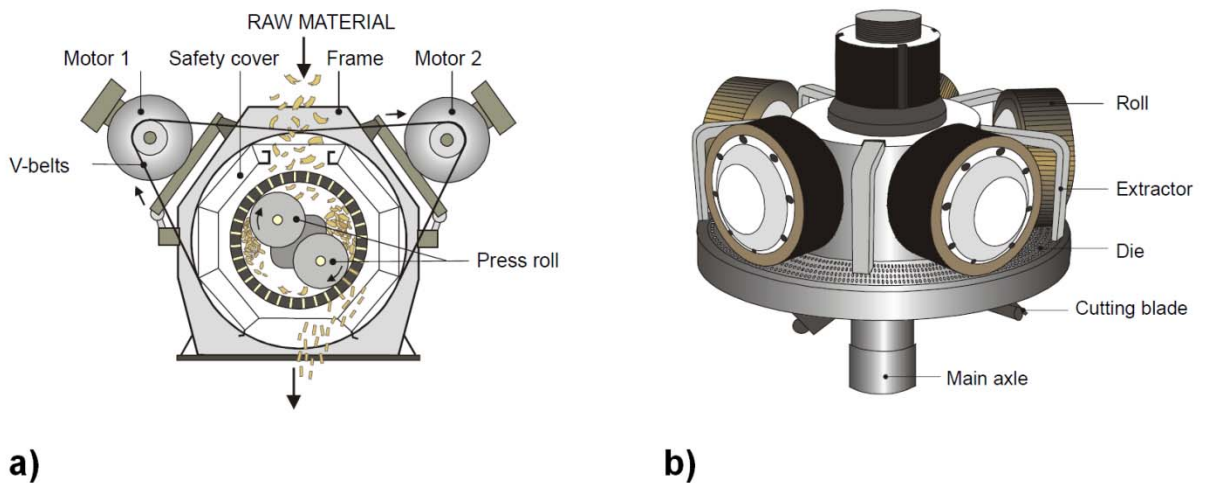 RAW MATERIAL
Motor 1
Safety cover
Frame
Motor 2
V-belts
Press roll
Roll
Extractor
Die
Cutting blade
Main axle
a)
b)